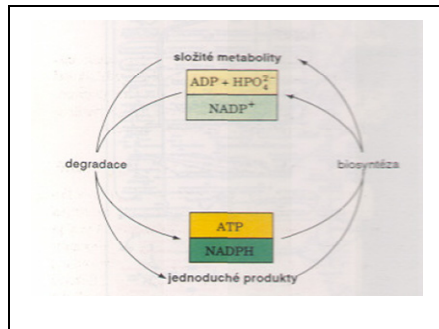 složité metabolity
ADP + HPO₄²⁻
NADP⁺
degradace
biosyntéza
ATP
NADPH
jednoduché produkty